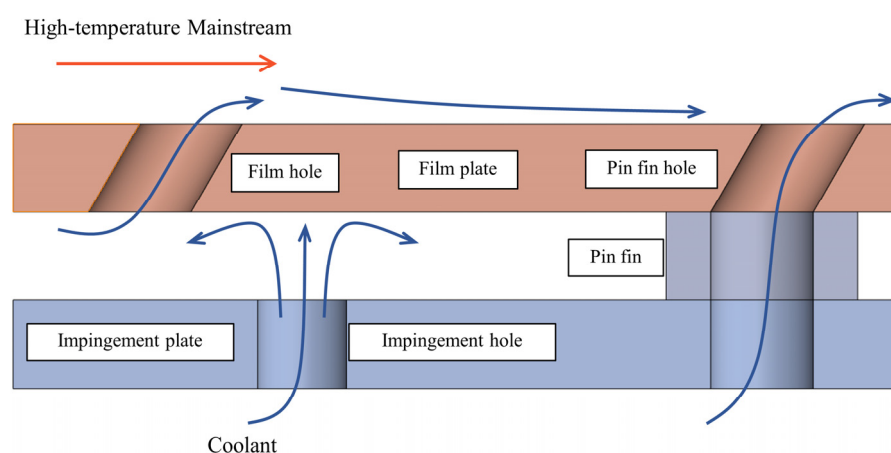 High-temperature Mainstream
Film hole
Film plate
Pin fin hole
Pin fin
Impingement plate
Impingement hole
Coolant